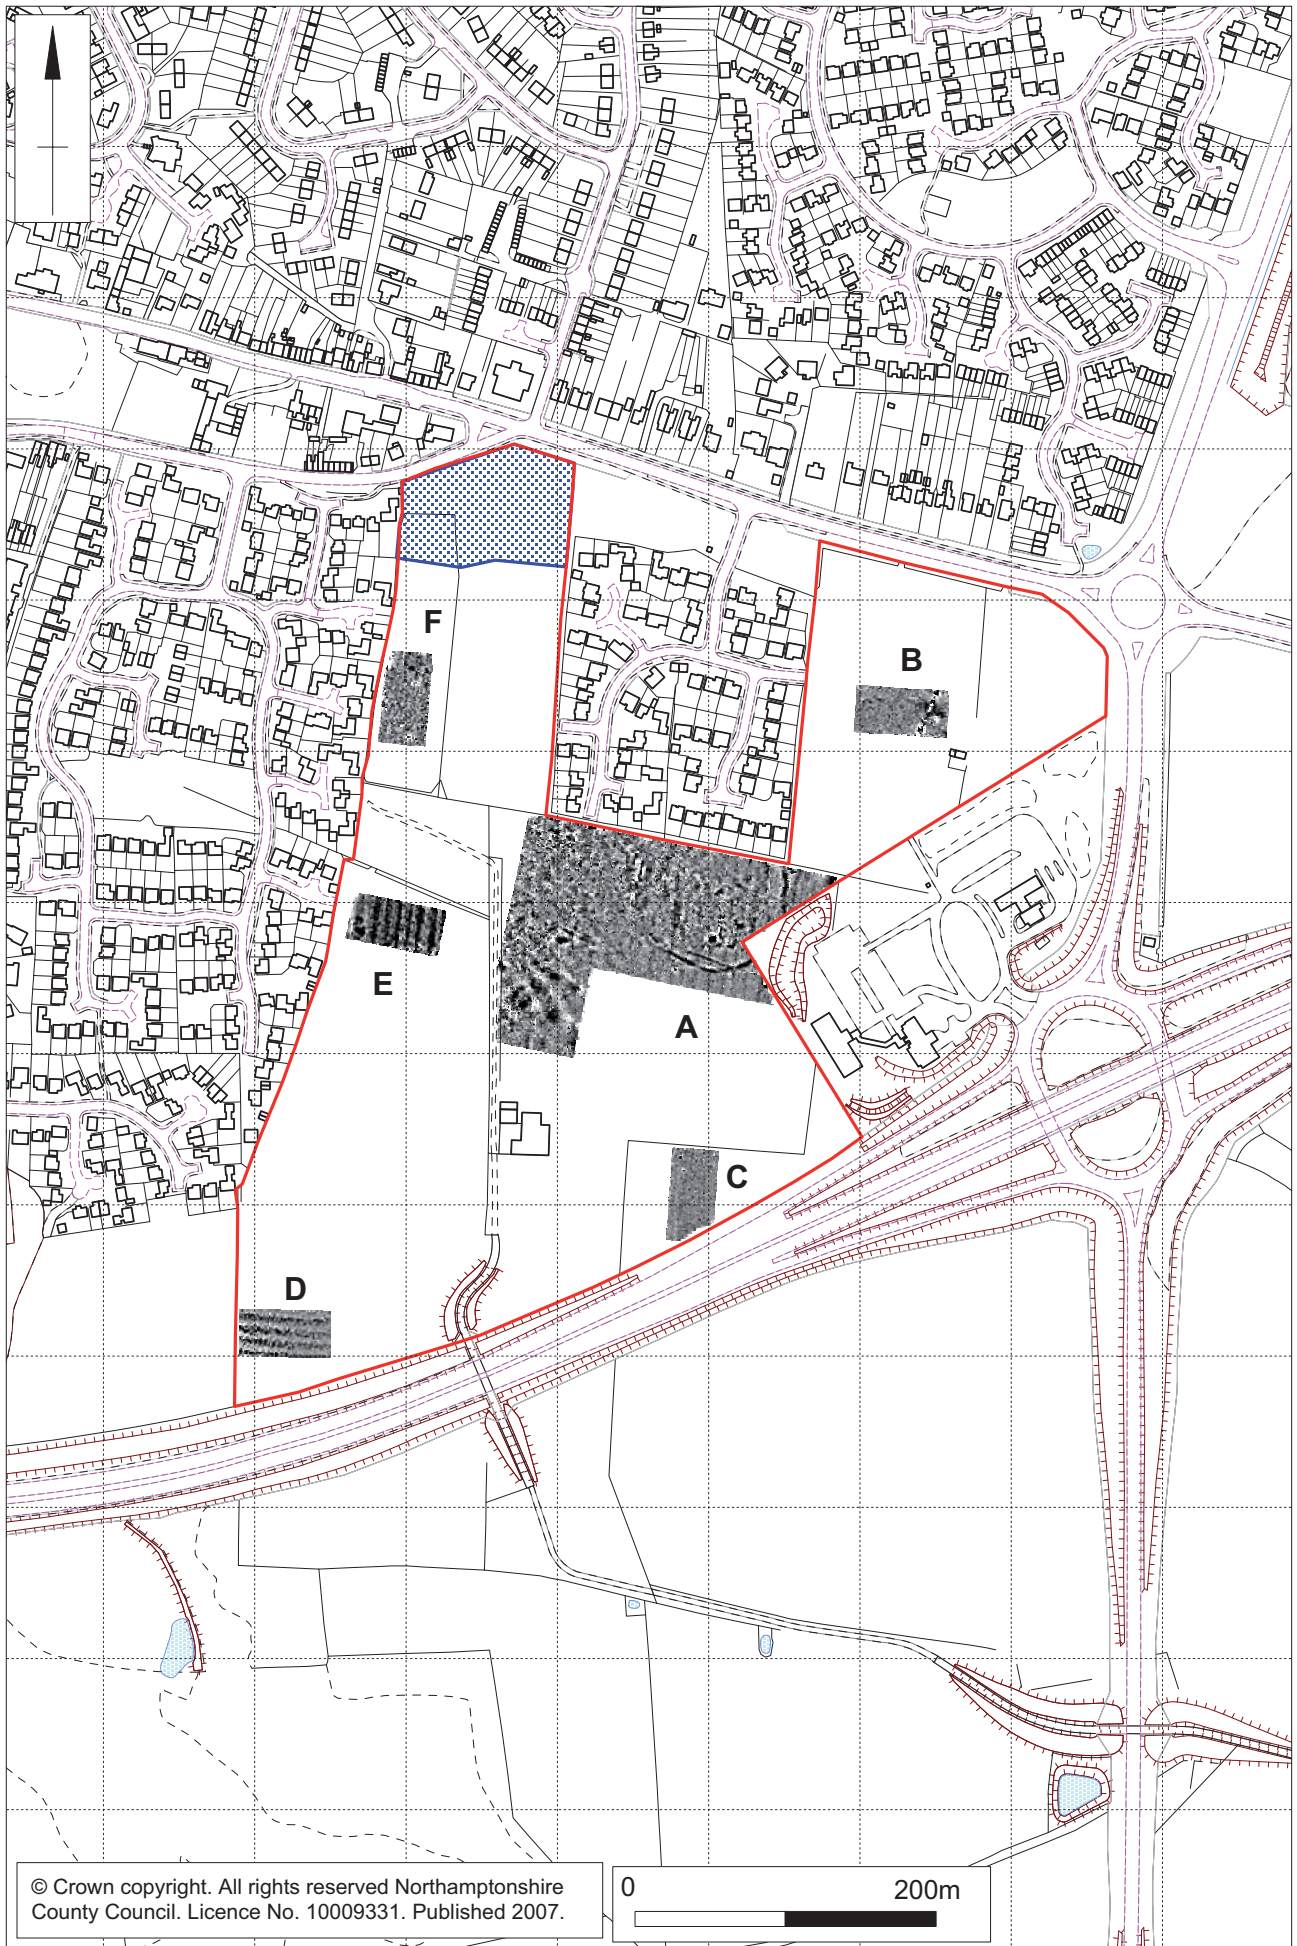 F
B
E
A
C
D
© Crown copyright. All rights reserved Northamptonshire
County Council. Licence No. 10009331. Published 2007.
0 200m